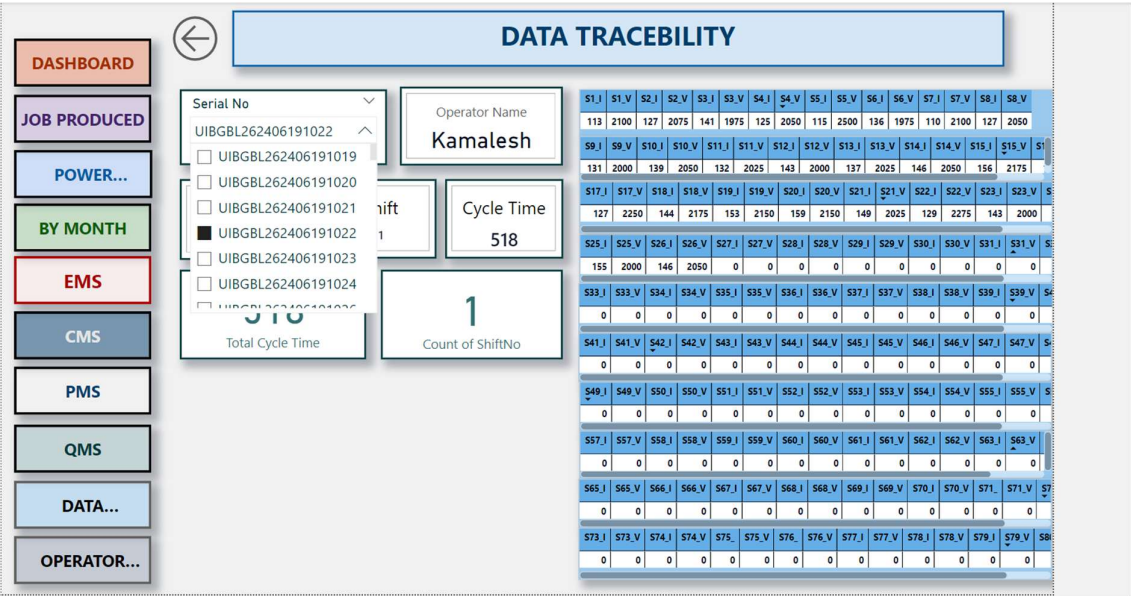 DATA TRACEBILITY
DASHBOARD
JOB PRODUCED
POWER...
BY MONTH
EMS
CMS
PMS
QMS
DATA...
OPERATOR...
Serial No
UIBGBL262406191022
UIBGBL262406191019
UIBGBL262406191020
UIBGBL262406191021
UIBGBL262406191022
UIBGBL262406191023
UIBGBL262406191024
Operator Name
Kamalesh
Cycle Time
518
Total Cycle Time
1
Count of ShiftNo
S1_I S1_V S2_I S2_V S3_I S3_V S4_I S4_V S5_I S5_V S6_I S6_V S7_I S7_V S8_I S8_V
113 2100 127 2075 141 1975 125 2050 115 2500 136 1975 110 2100 127 2050
S9_I S9_V S10_I S10_V S11_I S11_V S12_I S12_V S13_I S13_V S14_I S14_V S15_I S15_V
131 2000 139 2050 132 2025 143 2000 137 2025 146 2050 156 2175
S17_I S17_V S18_I S18_V S19_I S19_V S20_I S20_V S21_I S21_V S22_I S22_V S23_I S23_V
127 2250 144 2175 153 2150 159 2150 149 2025 129 2275 143 2000
S25_I S25_V S26_I S26_V S27_I S27_V S28_I S28_V S29_I S29_V S30_I S30_V S31_I S31_V
155 2000 146 2050 0 0 0 0 0 0 0 0 0 0
S33_I S33_V S34_I S34_V S35_I S35_V S36_I S36_V S37_I S37_V S38_I S38_V S39_I S39_V
0 0 0 0 0 0 0 0 0 0 0 0 0 0
S41_I S41_V S42_I S42_V S43_I S43_V S44_I S44_V S45_I S45_V S46_I S46_V S47_I S47_V
0 0 0 0 0 0 0 0 0 0 0 0 0 0
S49_I S49_V S50_I S50_V S51_I S51_V S52_I S52_V S53_I S53_V S54_I S54_V S55_I S55_V
0 0 0 0 0 0 0 0 0 0 0 0 0 0
S57_I S57_V S58_I S58_V S59_I S59_V S60_I S60_V S61_I S61_V S62_I S62_V S63_I S63_V
0 0 0 0 0 0 0 0 0 0 0 0 0 0
S65_I S65_V S66_I S66_V S67_I S67_V S68_I S68_V S69_I S69_V S70_I S70_V S71_ S71_V
0 0 0 0 0 0 0 0 0 0 0 0 0 0
S73_I S73_V S74_I S74_V S75_ S75_V S76_ S76_V S77_I S77_V S78_I S78_V S79_I S79_V
0 0 0 0 0 0 0 0 0 0 0 0 0 0